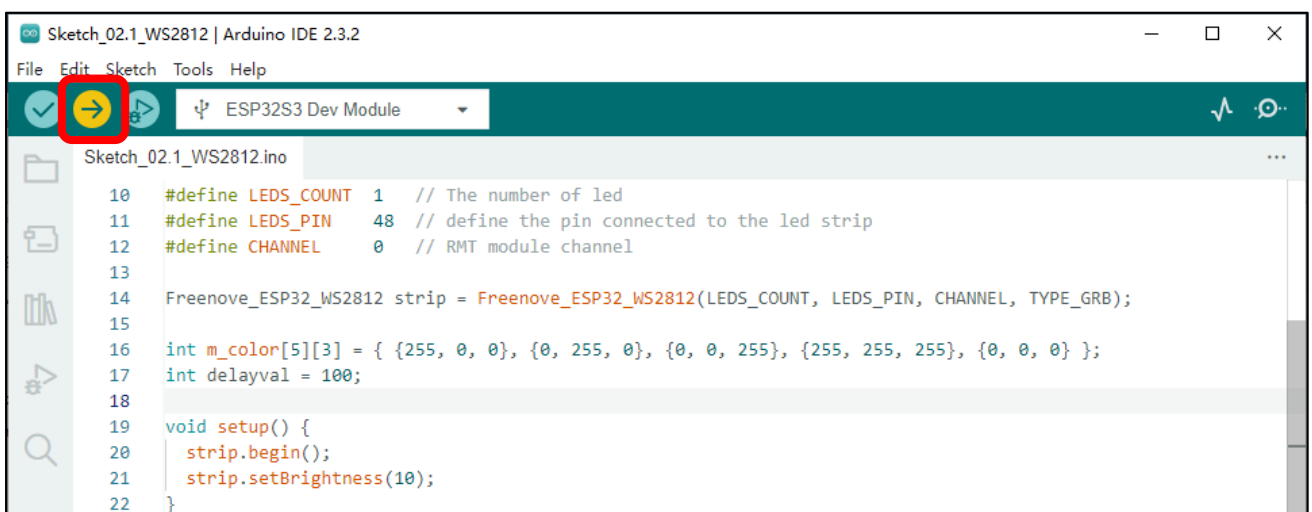 Sketch_02.1_WS2812 | Arduino IDE 2.3.2
File Edit Sketch Tools Help
ESP32S3 Dev Module
Sketch_02.1_WS2812.ino
10 #define LEDS_COUNT 1 // The number of led
11 #define LEDS_PIN 48 // define the pin connected to the led strip
12 #define CHANNEL 0 // RMT module channel
13
14 Freenove_ESP32_WS2812 strip = Freenove_ESP32_WS2812(LEDS_COUNT, LEDS_PIN, CHANNEL, TYPE_GRB);
15
16 int m_color[5][3] = { {255, 0, 0}, {0, 255, 0}, {0, 0, 255}, {255, 255, 255}, {0, 0, 0} };
17 int delayval = 100;
18
19 void setup() {
20 strip.begin();
21 strip.setBrightness(10);
22 }